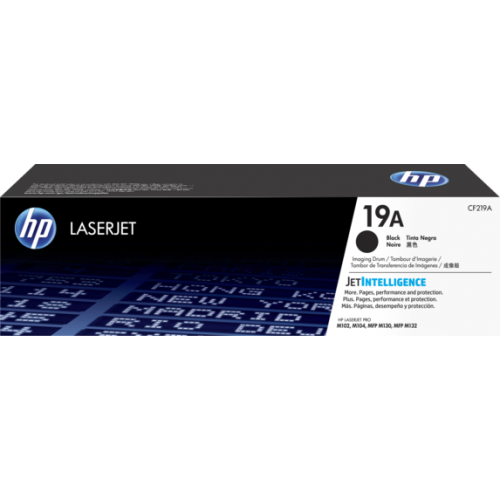 hp
hp
LASERJET
19A
CF219A
Black Tinta Negra
Noire 黑色
Imaging Drum / Tambour d'Imagerie /
Tambor de Transferencia de Imágenes / 成像鼓
JETINTELLIGENCE
More. Pages, performance and protection.
Plus. Pages, performance et protection.
Más. Páginas, desempeño y protección.
HP LASERJET PRO
M102, M104, MFP M130, MFP M132